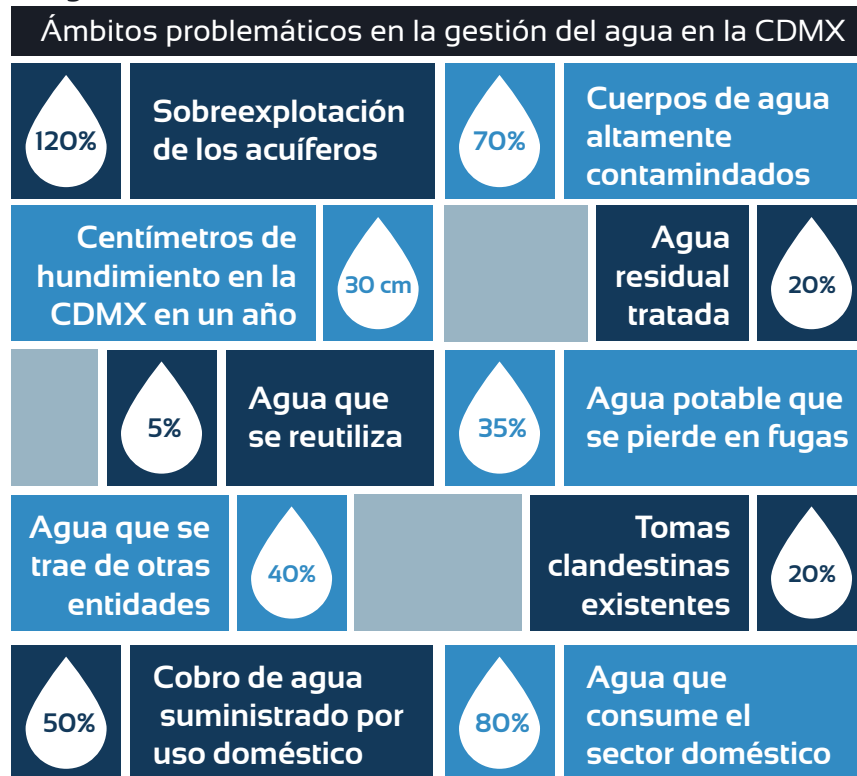 Ámbitos problemáticos en la gestión del agua en la CDMX
120%
Sobreexplotación
de los acuíferos
70%
Cuerpos de agua
altamente
contamindados
Centímetros de
hundimiento en la
CDMX en un año
30 cm
Agua
residual
tratada
20%
5%
Agua que
se reutiliza
35%
Agua potable que
se pierde en fugas
Agua que se
trae de otras
entidades
40%
Tomas
clandestinas
existentes
20%
50%
Cobro de agua
suministrado por
uso doméstico
80%
Agua que
consume el
sector doméstico